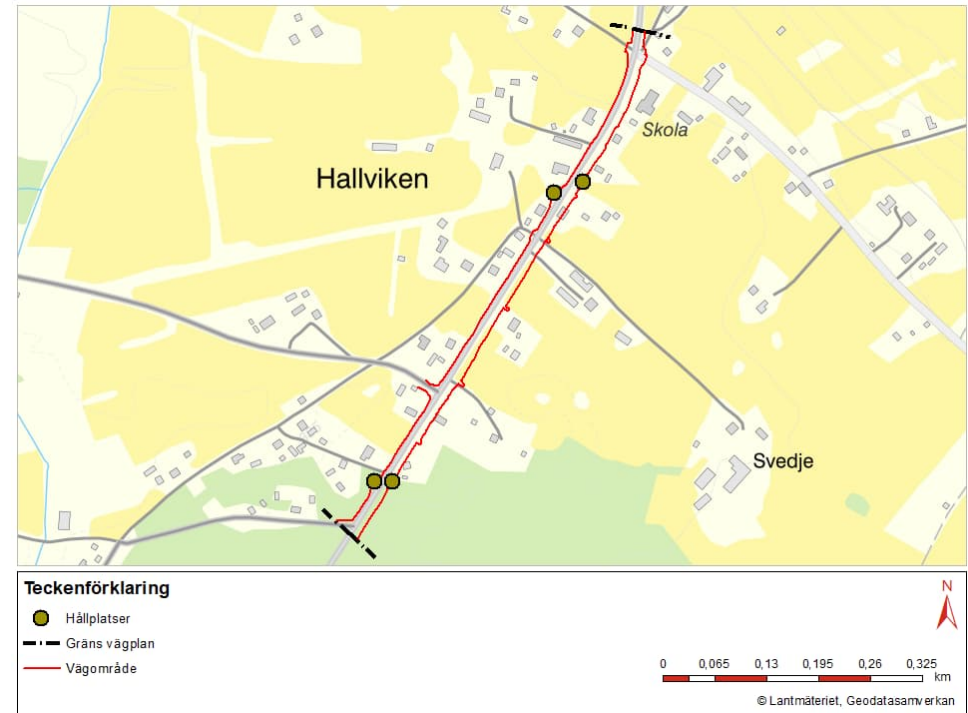 Skola
Hallviken
Svedje
Teckenförklaring
Hållplatser
Gräns vägplan
Vägområde
N
0 0,065 0,13 0,195 0,26 0,325
km
© Lantmäteriet, Geodatasamverkan